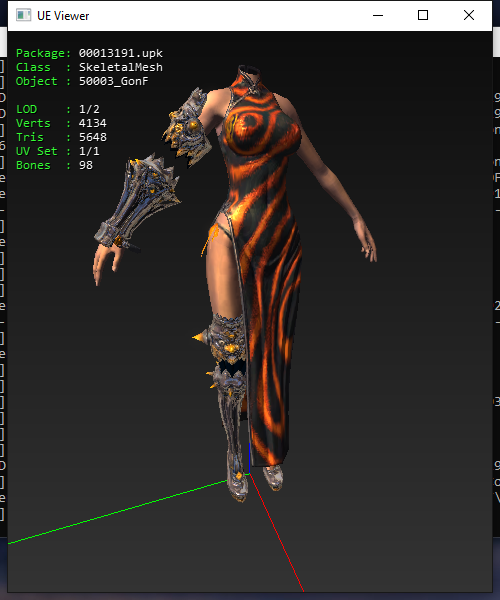 UE Viewer
Package: 00013191.upk
Class : SkeletalMesh
Object : 50003_GonF
LOD : 1/2
Verts : 4134
Tris : 5648
UV Set : 1/1
Bones : 98